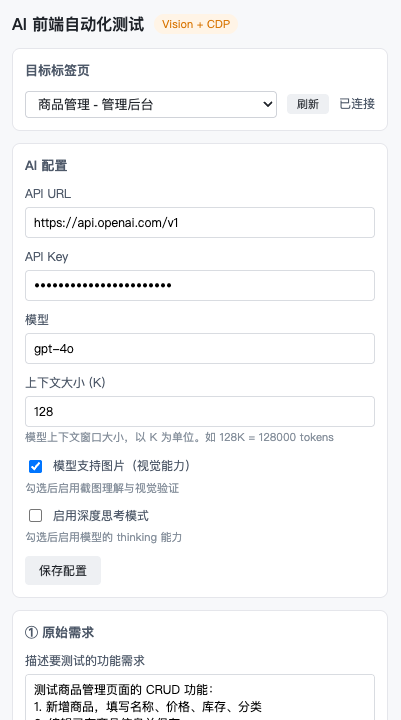 AI 前端自动化测试 Vision + CDP
目标标签页
商品管理 - 管理后台 刷新 已连接
AI 配置
API URL
https://api.openai.com/v1
API Key
••••••••••••••••••••••••
模型
gpt-4o
上下文大小 (K)
128
模型上下文窗口大小，以 K 为单位。如 128K = 128000 tokens
模型支持图片（视觉能力）
勾选后启用截图理解与视觉验证
启用深度思考模式
勾选后启用模型的 thinking 能力
保存配置
① 原始需求
描述要测试的功能需求
测试商品管理页面的 CRUD 功能：
1. 新增商品，填写名称、价格、库存、分类